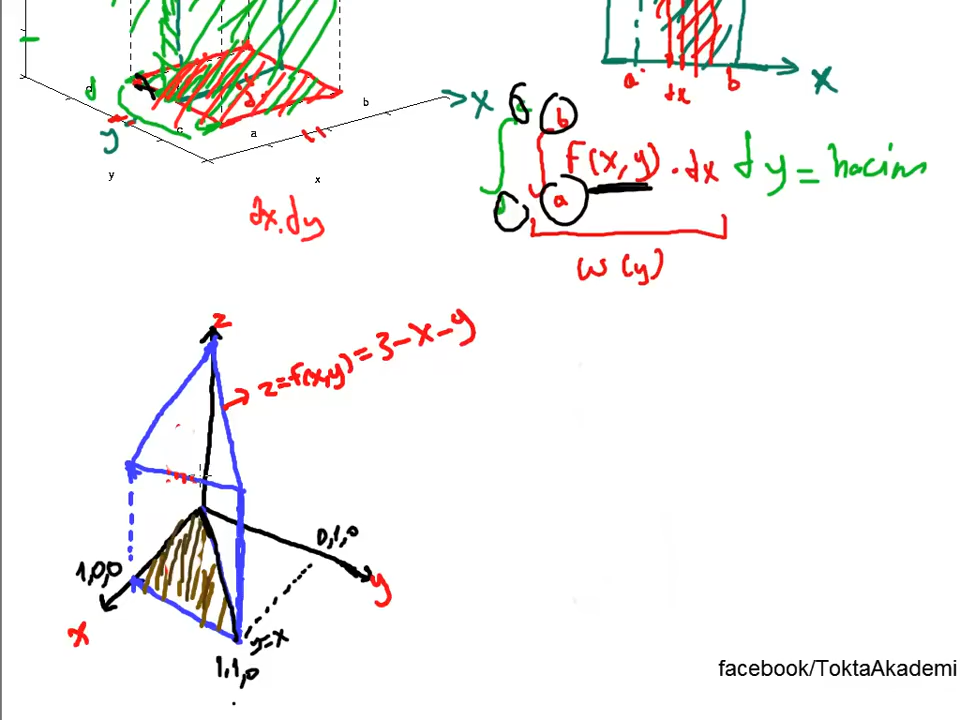 d
c
a
b
y
y
x
X
dx.dy
a
dx
b
X
b
a
F(x,y).dx dy = hacim
w(y)
z
z=f(x,y)=3-x-y
0,1,0
1,0,0
y
x
y=x
1,1,0
facebook/ToktaAkademi